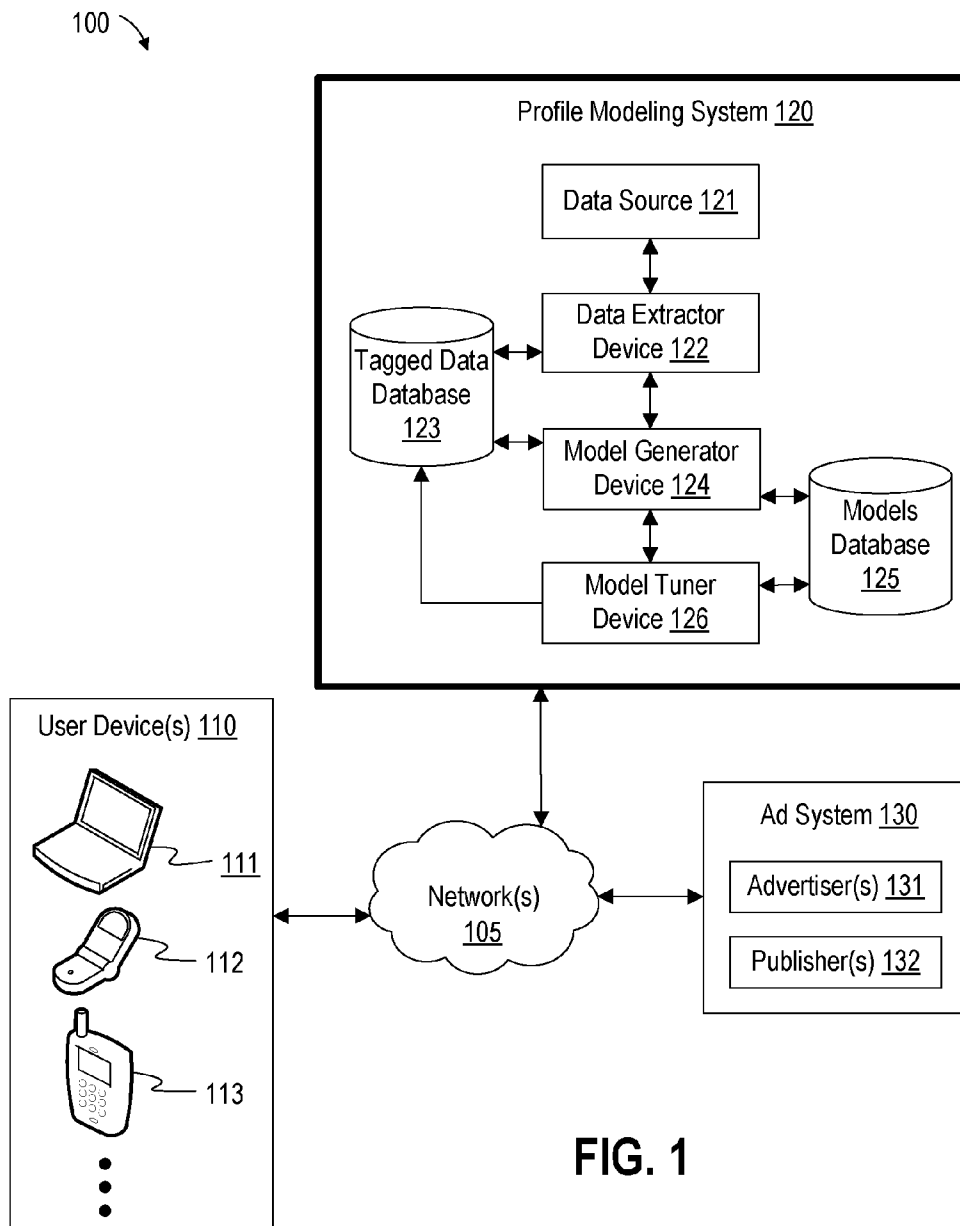 100
Profile Modeling System 120
Data Source 121
Data Extractor
Device 122
Tagged Data
Database
123
Model Generator
Device 124
Models
Database
125
Model Tuner
Device 126
User Device(s) 110
111
112
113
Network(s)
105
Ad System 130
Advertiser(s) 131
Publisher(s) 132
FIG. 1